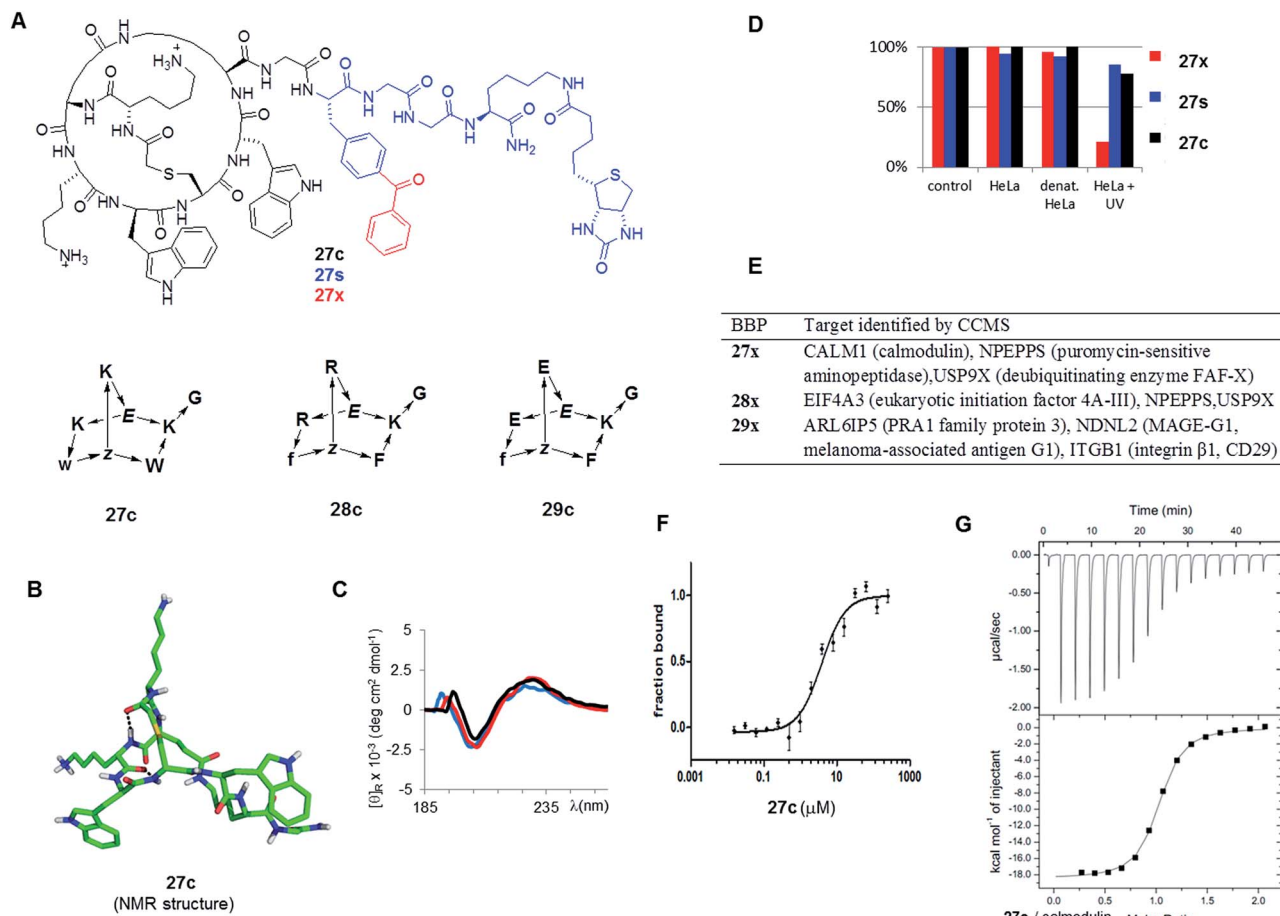 A
27c
27s
27x
K
K
E
K
G
w
z
W
27c
R
R
E
K
G
f
z
F
28c
E
E
E
K
G
f
z
F
29c
B
27c
(NMR structure)
C
[θ]R x 10⁻³ (deg cm² dmol⁻¹)
5
2.5
0
−2.5
−5
185
235
λ(nm)
D
100%
50%
0%
control
HeLa
denat. HeLa
HeLa + UV
27x
27s
27c
E
BBP Target identified by CCMS
27x CALM1 (calmodulin), NPEPPS (puromycin-sensitive
aminopeptidase),USP9X (deubiquitinating enzyme FAF-X)
28x EIF4A3 (eukaryotic initiation factor 4A-III), NPEPPS,USP9X
29x ARL6IP5 (PRA1 family protein 3), NDNL2 (MAGE-G1,
melanoma-associated antigen G1), ITGB1 (integrin β1, CD29)
F
fraction bound
1.0
0.5
0.0
0.001
0.1
10
1000
27c (µM)
G
Time (min)
0 10 20 30 40
0.00
-0.50
-1.00
-1.50
-2.00
µcal/sec
0.0
-2.0
-4.0
-6.0
-8.0
-10.0
-12.0
-14.0
-16.0
-18.0
kcal mol⁻¹ of injectant
0.0 0.5 1.0 1.5 2.0